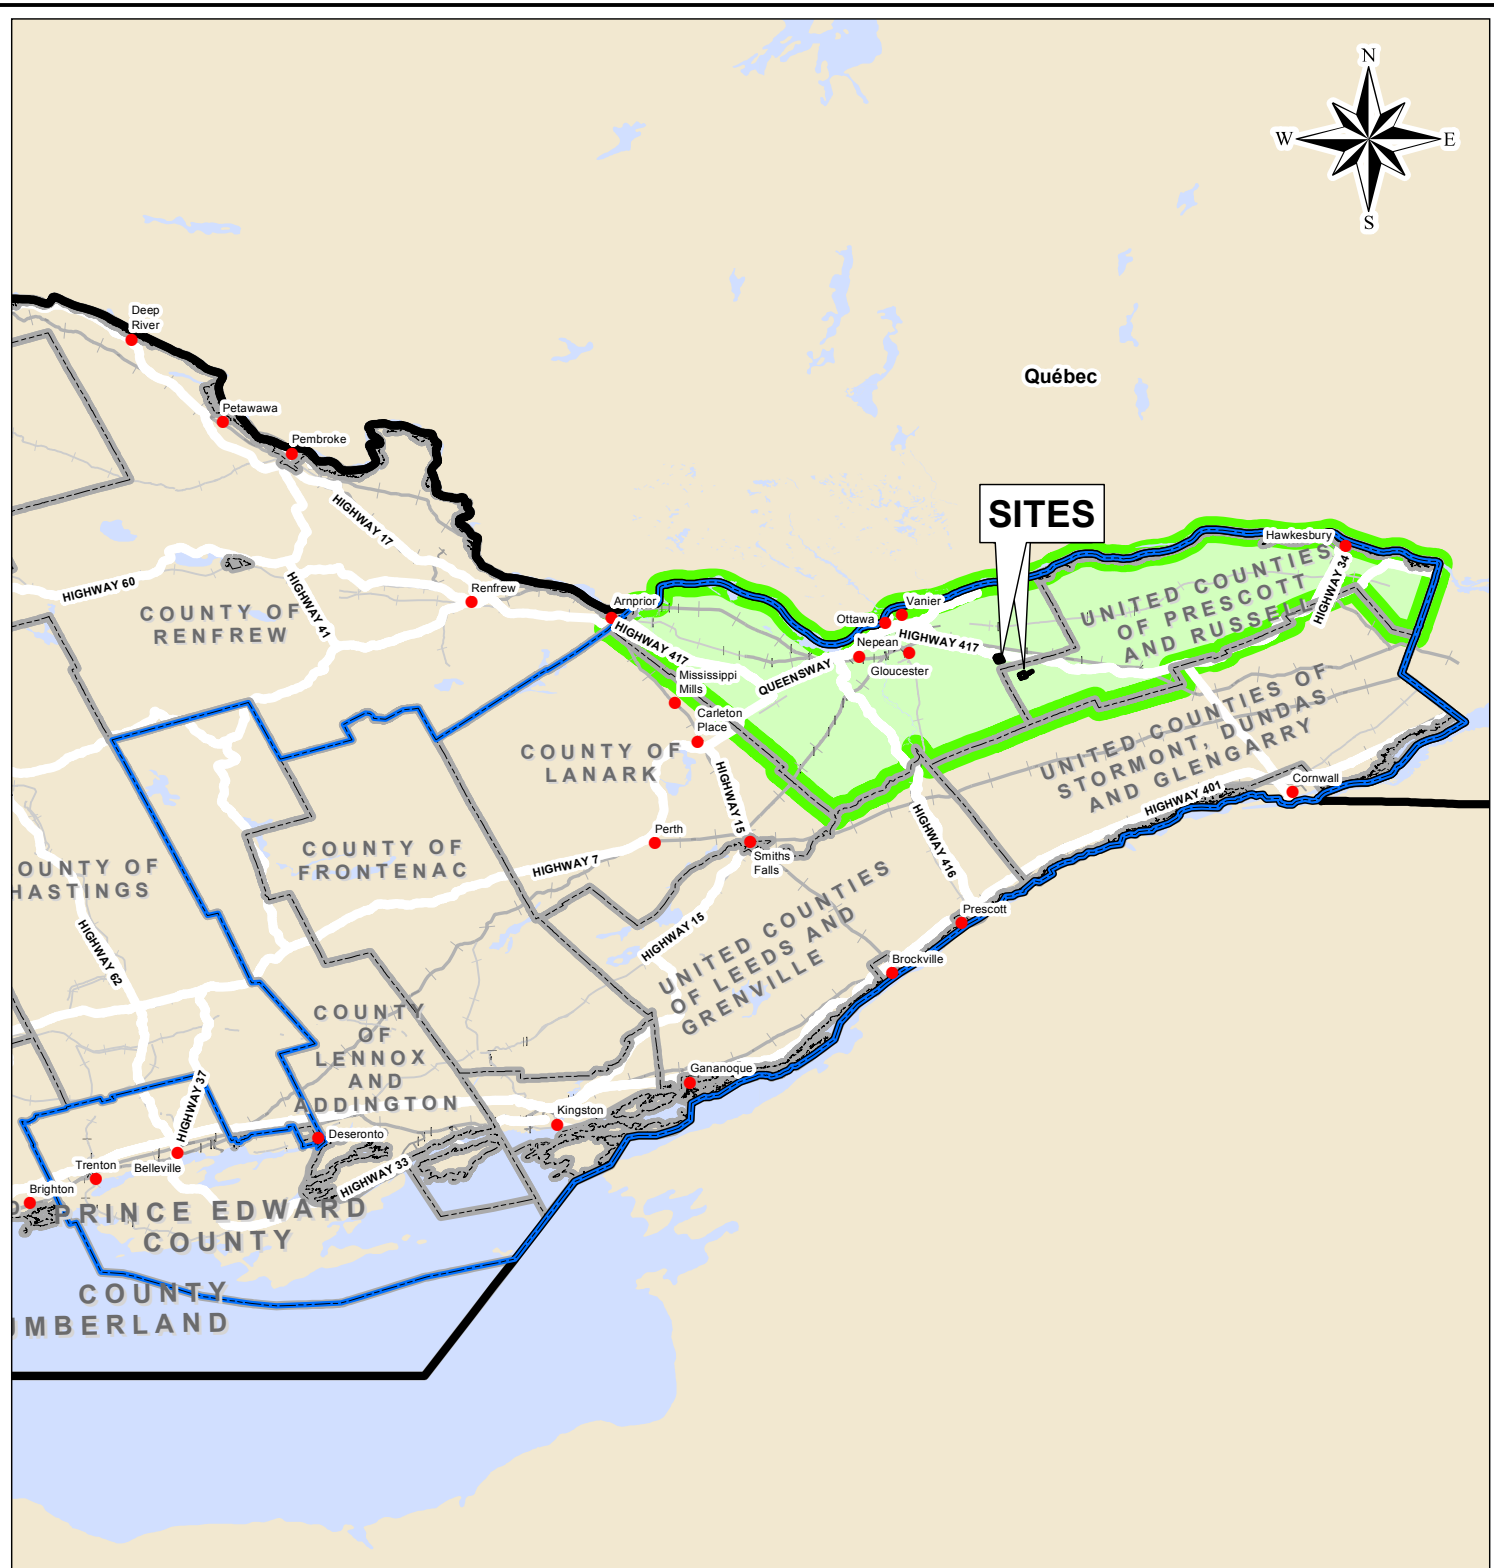 N
W
E
S
Deep
River
Petawawa
Québec
Pembroke
HIGHWAY 17
SITES
Hawkesbury
HIGHWAY 60
HIGHWAY 41
Renfrew
Arnprior
Vanier
Ottawa
UNITED COUNTIES
OF PRESCOTT
AND RUSSELL
HIGHWAY 34
COUNTY OF
RENFREW
HIGHWAY 417
Nepean
HIGHWAY 417
Gloucester
QUEENSWAY
Mississippi
Mills
Carleton
Place
UNITED COUNTIES OF
STORMONT, DUNDAS
AND GLENGARRY
COUNTY OF
LANARK
HIGHWAY 15
HIGHWAY 401
Cornwall
Perth
Smiths
Falls
HIGHWAY 416
COUNTY OF
FRONTENAC
HIGHWAY 7
OUNTY OF
HASTINGS
HIGHWAY 62
HIGHWAY 15
UNITED COUNTIES
OF LEEDS AND
GRENVILLE
Prescott
Brockville
COUNTY
OF
LENNOX
AND
ADDINGTON
HIGHWAY 37
Gananoque
Kingston
Deseronto
Belleville
Trenton
HIGHWAY 33
Brighton
PRINCE EDWARD
COUNTY
COUNTY
UMBERLAND